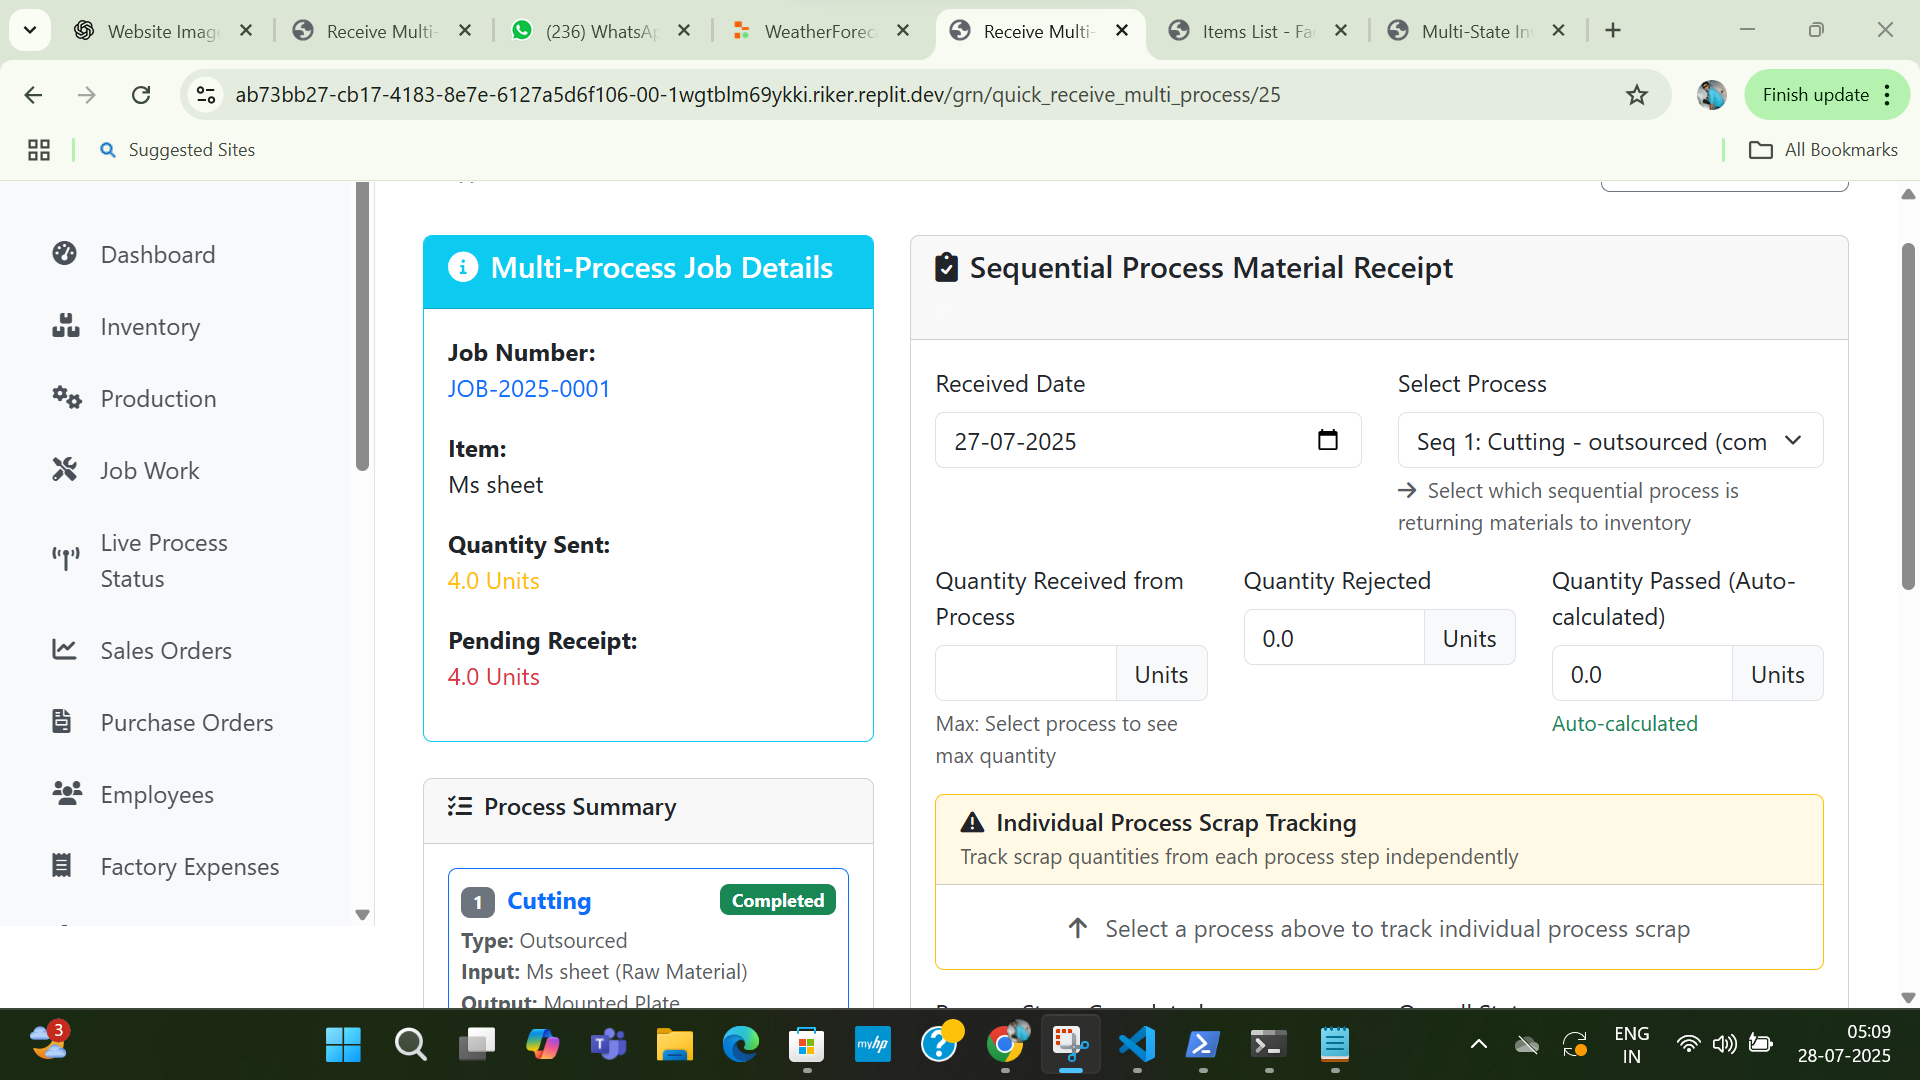 Website Imag
Receive Multi-
(236) WhatsAp
WeatherForec
Receive Multi-
Items List - Fac
Multi-State In
ab73bb27-cb17-4183-8e7e-6127a5d6f106-00-1wgtblm69ykki.riker.replit.dev/grn/quick_receive_multi_process/25
Finish update
Suggested Sites
All Bookmarks
Dashboard
Inventory
Production
Job Work
Live Process
Status
Sales Orders
Purchase Orders
Employees
Factory Expenses
Multi-Process Job Details
Job Number:
JOB-2025-0001
Item:
Ms sheet
Quantity Sent:
4.0 Units
Pending Receipt:
4.0 Units
Process Summary
1 Cutting Completed
Type: Outsourced
Input: Ms sheet (Raw Material)
Output: Mounted Plate
Sequential Process Material Receipt
Received Date
27-07-2025
Select Process
Seq 1: Cutting - outsourced (com
Select which sequential process is
returning materials to inventory
Quantity Received from
Process
Units
Max: Select process to see
max quantity
Quantity Rejected
0.0 Units
Quantity Passed (Auto-
calculated)
0.0 Units
Auto-calculated
Individual Process Scrap Tracking
Track scrap quantities from each process step independently
Select a process above to track individual process scrap
3
myhp
ENG
IN
05:09
28-07-2025